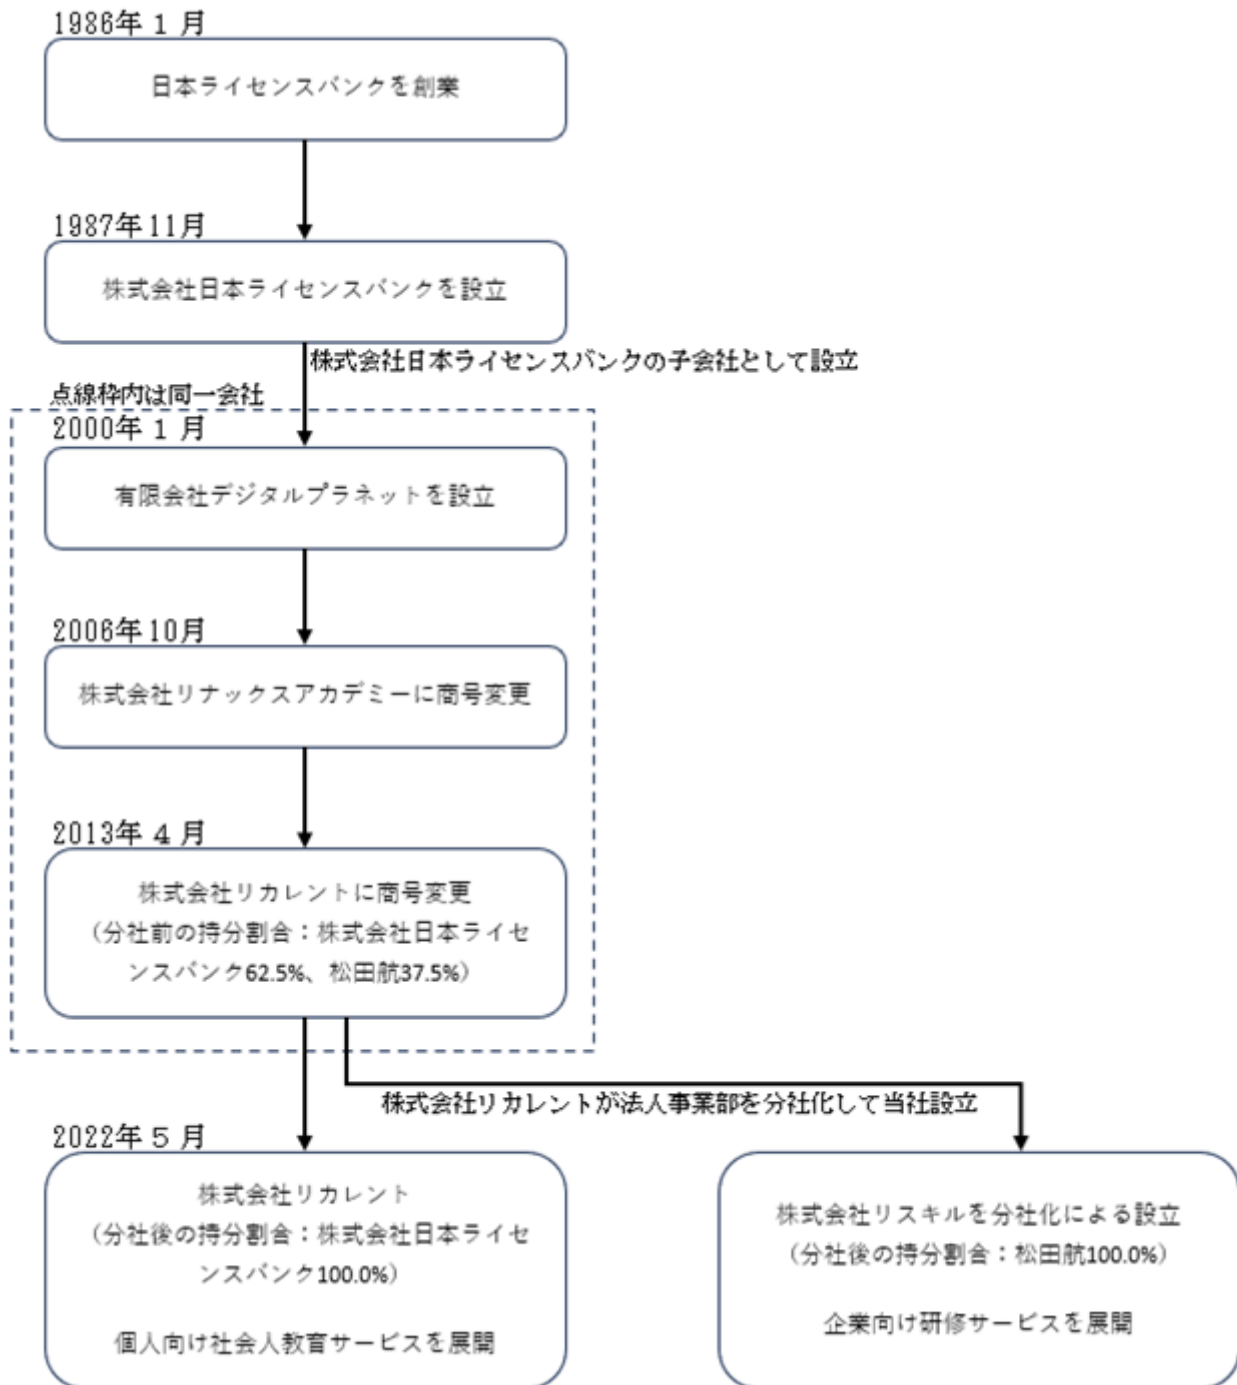 1986年1月
日本ライセンスバンクを創業
1987年11月
株式会社日本ライセンスバンクを設立
株式会社日本ライセンスバンクの子会社として設立
点線枠内は同一会社
2000年1月
有限会社デジタルプラネットを設立
2006年10月
株式会社リナックスアカデミーに商号変更
2013年4月
株式会社リカレントに商号変更
（分社前の持分割合：株式会社日本ライセ
ンスバンク62.5%、松田航37.5%）
株式会社リカレントが法人事業部を分社化して当社設立
2022年5月
株式会社リカレント
（分社後の持分割合：株式会社日本ライセ
ンスバンク100.0%）
個人向け社会人教育サービスを展開
株式会社リスキルを分社化による設立
（分社後の持分割合：松田航100.0%）
企業向け研修サービスを展開